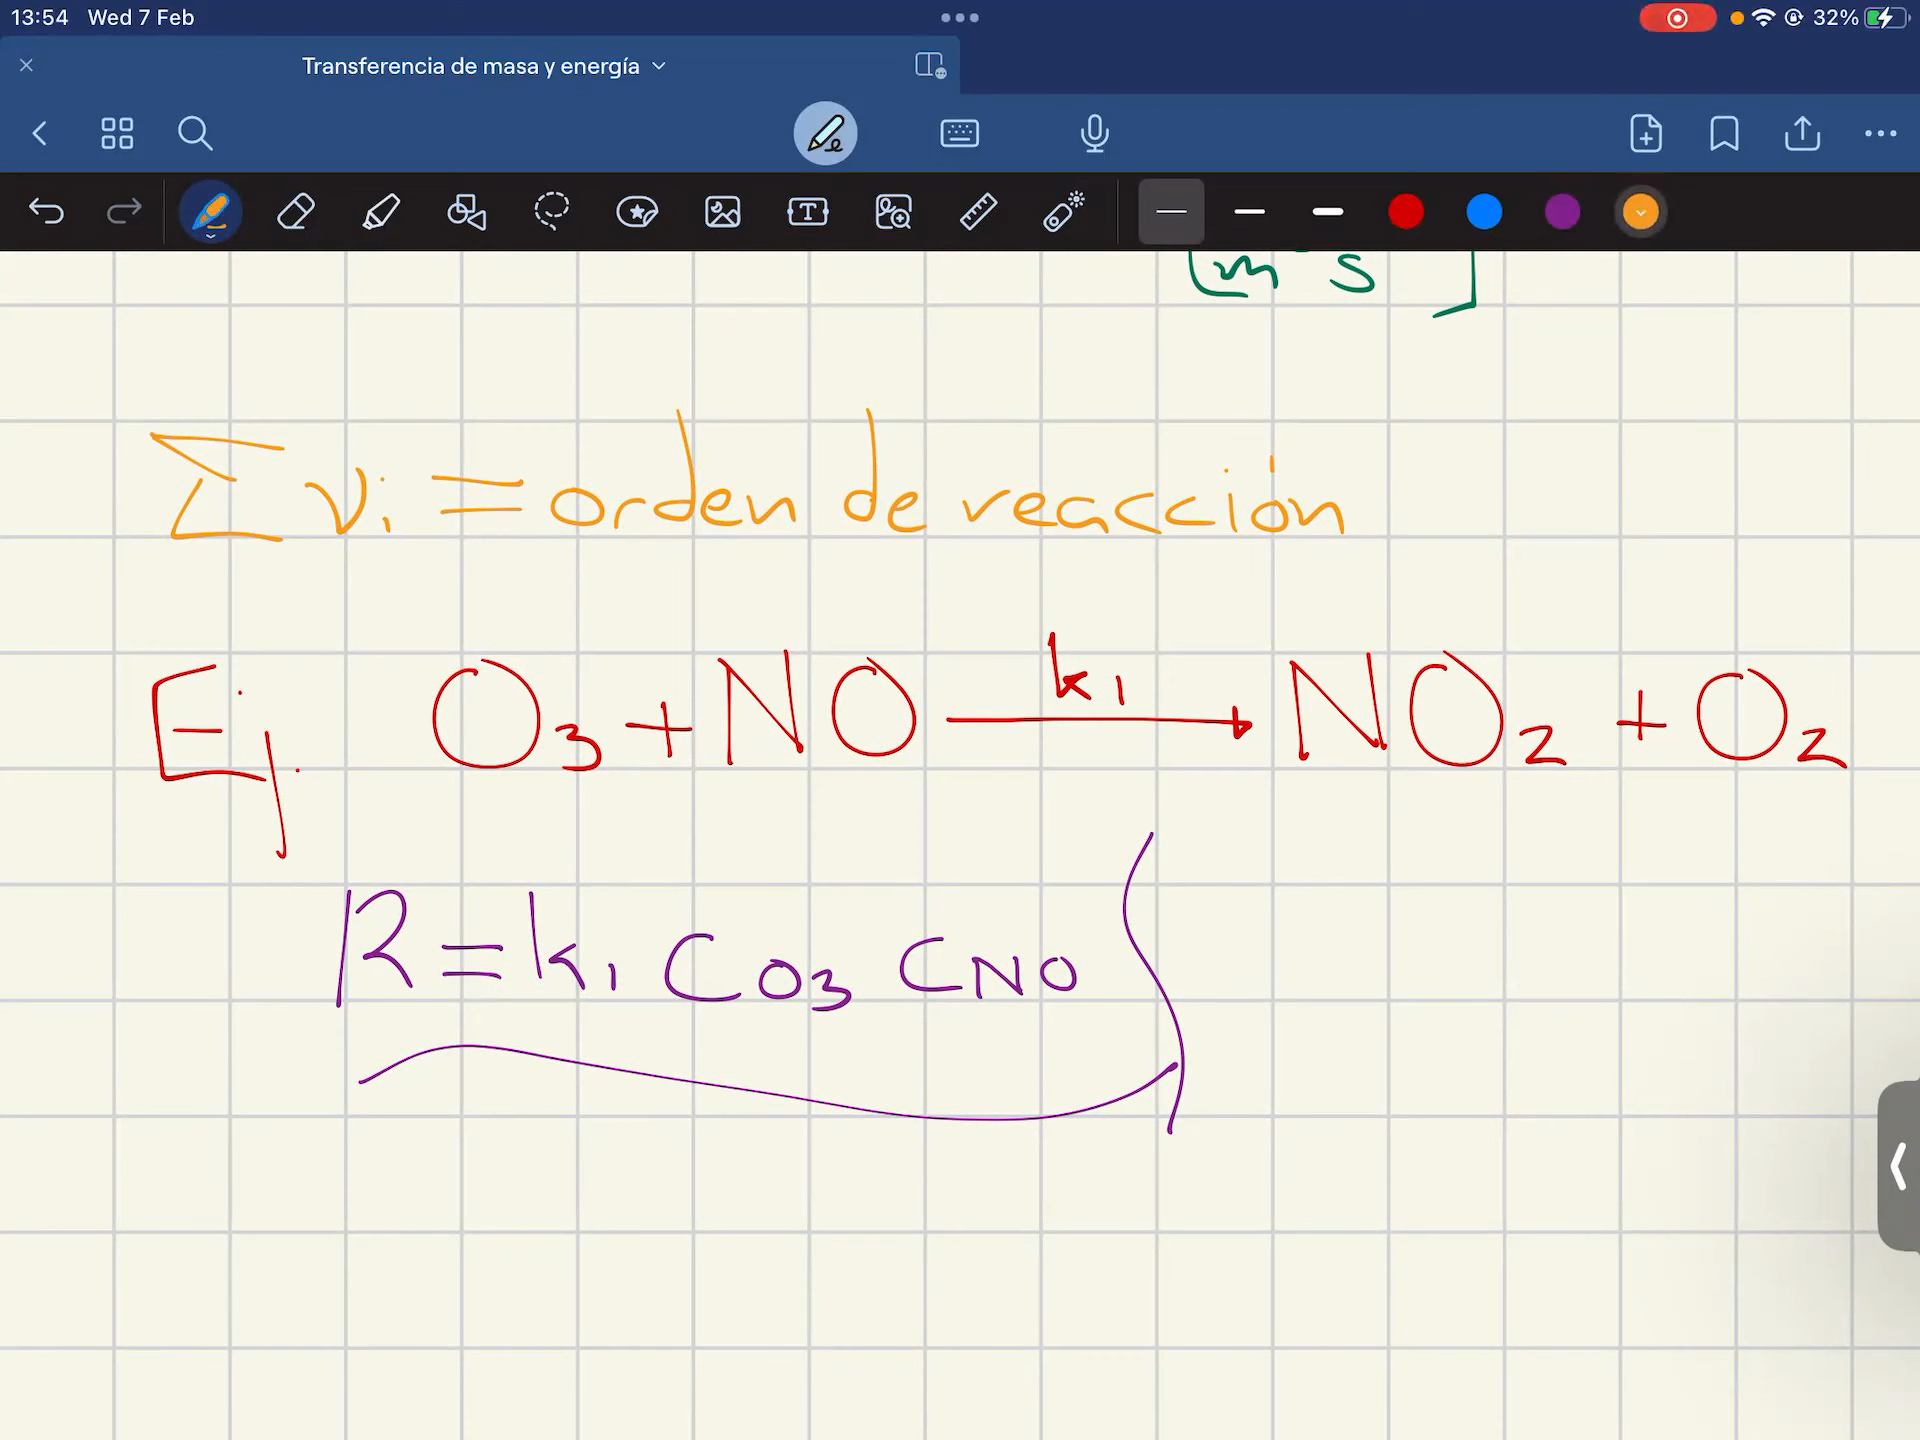 13:54 Wed 7 Feb 32%
Transferencia de masa y energía
[m s]
Σ νi = orden de reacción
Ej. O3 + NO k1 → NO2 + O2
R = k1 CO3 CNO